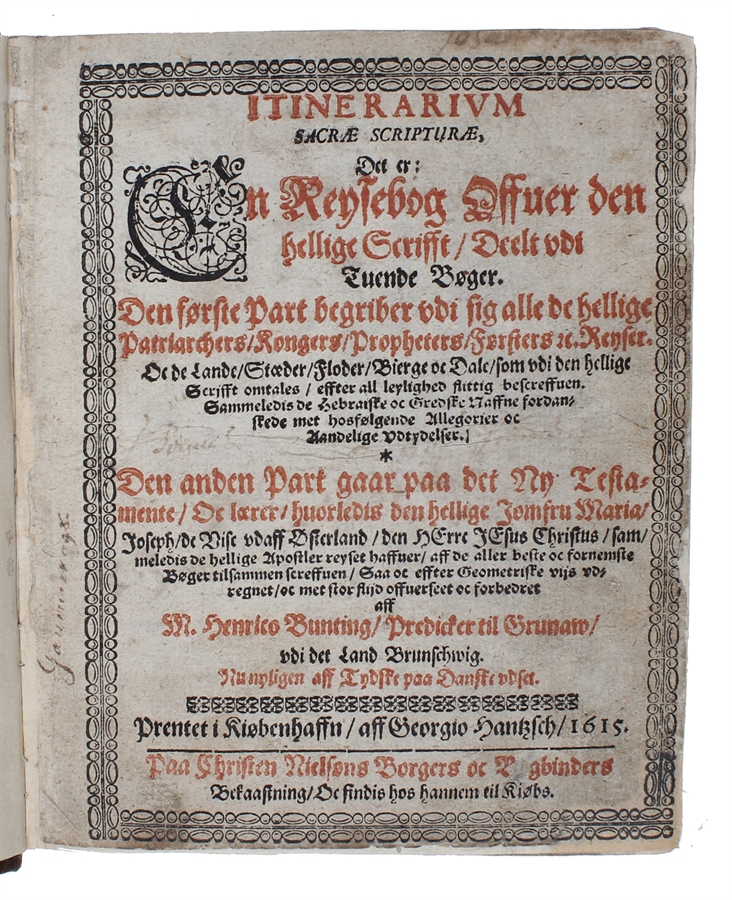 ITINERARIVM
SACRÆ SCRIPTURÆ,
Det er:
En Reysebog Offuer den
hellige Scrifft / Deelt vdi
Tuende Bøger.
Den første Part begriber vdi sig alle de hellige
Patriarchers/Kongers/Propheters/Førsters ꝛc. Reyser.
Oc de Lande/Stæder/Floder/Bierge oc Dale/som vdi den hellige
Scrifft omtales / effter all leylighed flittig bescreffuen.
Sammeledis de Hebraiske oc Gredske Naffne fordan-
skede met hosfølgende Allegorier oc
Aandelige Vdtydelser.
*
Den anden Part gaar paa det Ny Testa-
mente/ Oc lærer/ huorledis den hellige Jomfru Maria/
Joseph/de Vise vdaff Østerland /den HErre JEsus Christus /sam/
meledis de hellige Apostler reyset haffuer/ aff de aller beste oc fornemste
Bøger tilsammen screffuen / Saa oc effter Geometriske vijs vd-
regnet/oc met stor flijd offuerseet oc forbedret
aff
M. Henrico Bunting/ Predicker til Grunaw/
vdi det Land Brunschwig.
Nu nyligen aff Tydske paa Danske vdset.
Prentet i Kiøbenhaffn / aff Georgio Hantzsch/ 1615.
Paa Christen Nielsøns Borgers oc gbinders
Bekaastning/ Oc findis hos hannem til Kiøbs.